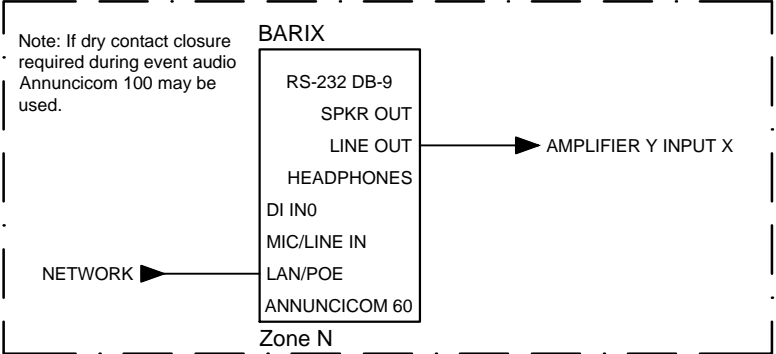 Note: If dry contact closure
required during event audio
Annuncicom 100 may be
used.
BARIX
RS-232 DB-9
SPKR OUT
LINE OUT
AMPLIFIER Y INPUT X
HEADPHONES
DI IN0
MIC/LINE IN
NETWORK
LAN/POE
ANNUNCICOM 60
Zone N